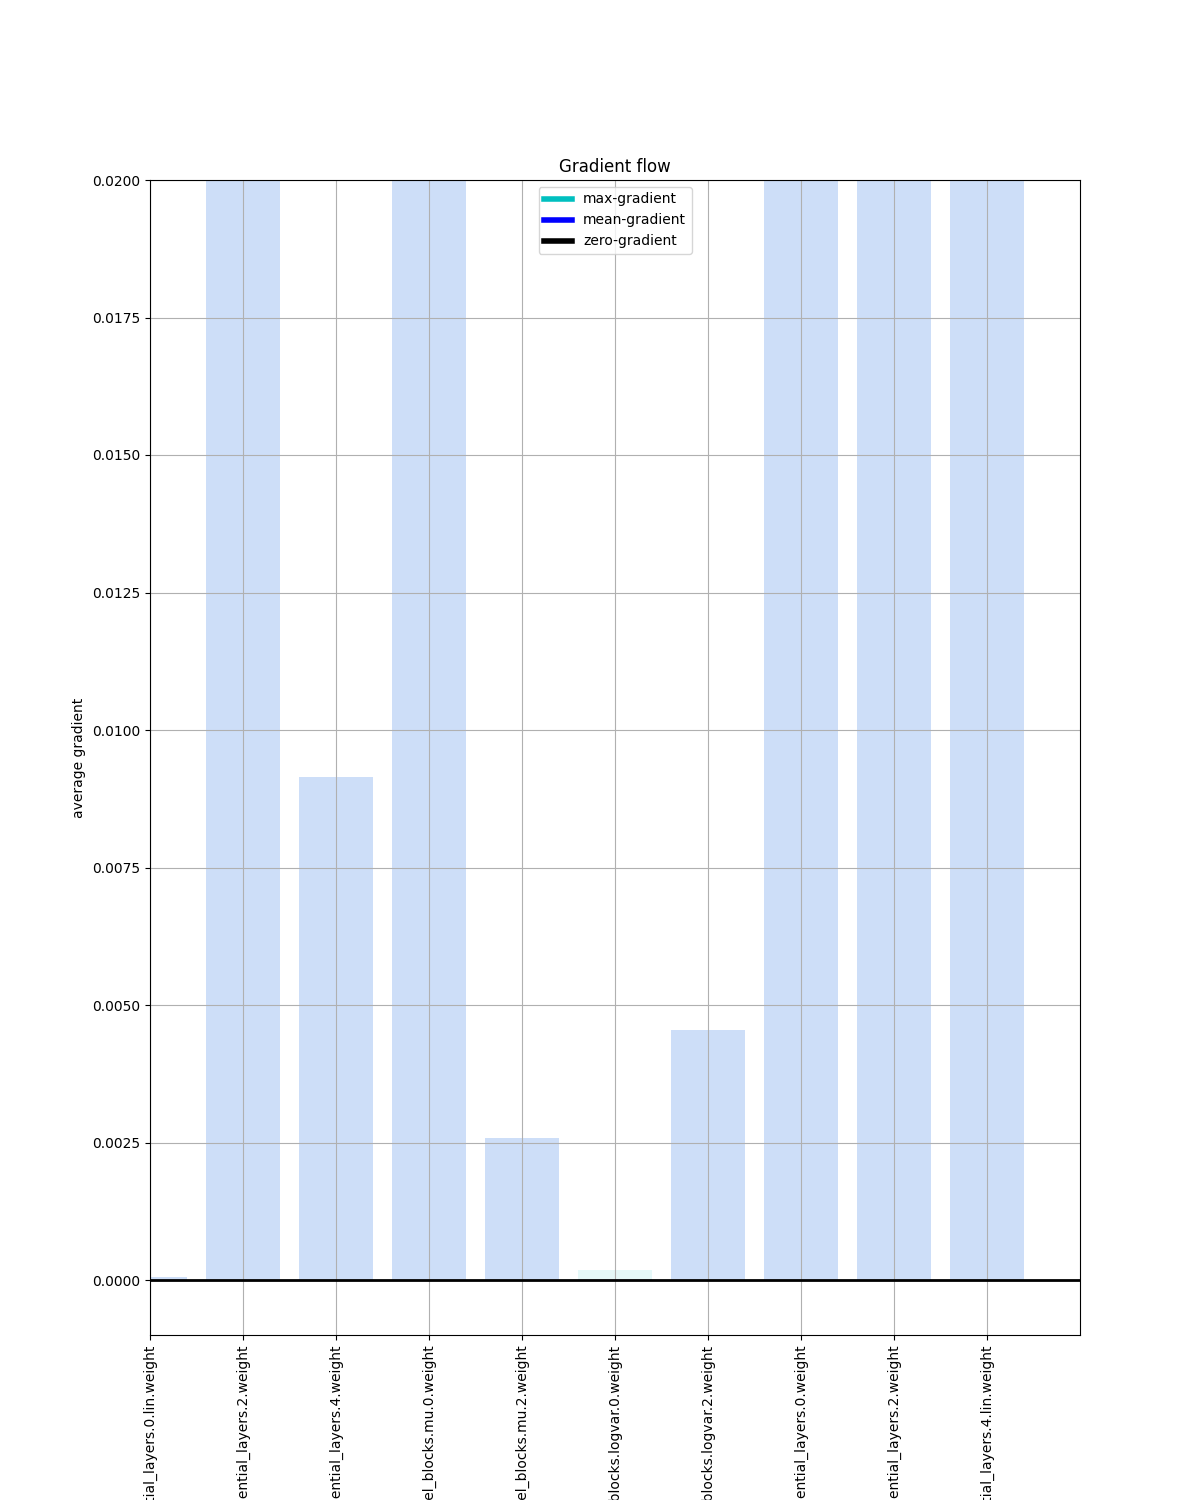 Gradient flow
max-gradient
mean-gradient
zero-gradient
0.0200
0.0175
0.0150
0.0125
0.0100
0.0075
0.0050
0.0025
0.0000
average gradient
tial_layers.0.lin.weight
ential_layers.2.weight
ential_layers.4.weight
el_blocks.mu.0.weight
el_blocks.mu.2.weight
blocks.logvar.0.weight
blocks.logvar.2.weight
ential_layers.0.weight
ential_layers.2.weight
tial_layers.4.lin.weight